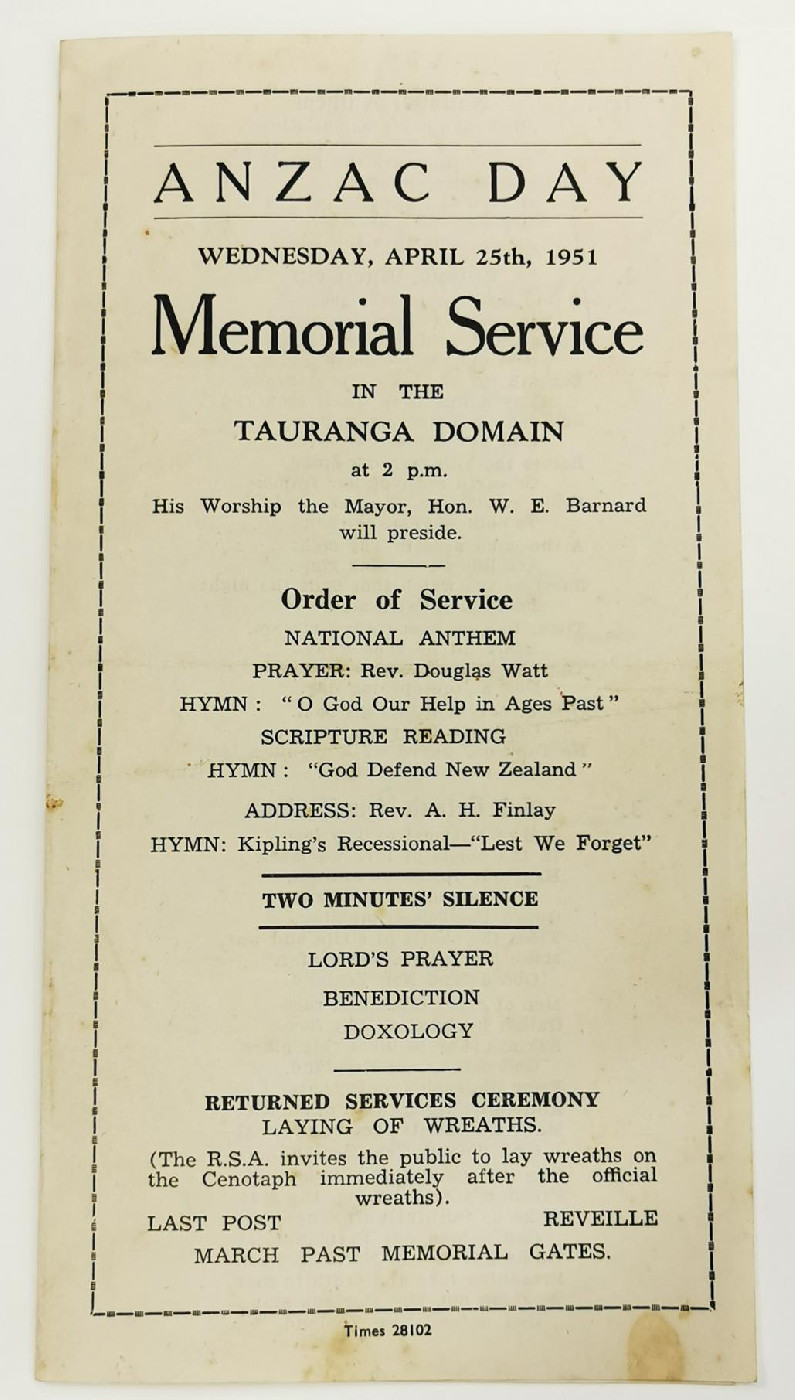 ANZAC DAY
WEDNESDAY, APRIL 25th, 1951
Memorial Service
IN THE
TAURANGA DOMAIN
at 2 p.m.
His Worship the Mayor, Hon. W. E. Barnard
will preside.
Order of Service
NATIONAL ANTHEM
PRAYER: Rev. Douglas Watt
HYMN : "O God Our Help in Ages Past"
SCRIPTURE READING
HYMN : "God Defend New Zealand"
ADDRESS: Rev. A. H. Finlay
HYMN: Kipling's Recessional—"Lest We Forget"
TWO MINUTES' SILENCE
LORD'S PRAYER
BENEDICTION
DOXOLOGY
RETURNED SERVICES CEREMONY
LAYING OF WREATHS.
(The R.S.A. invites the public to lay wreaths on
the Cenotaph immediately after the official
wreaths).
LAST POST REVEILLE
MARCH PAST MEMORIAL GATES.
Times 28102